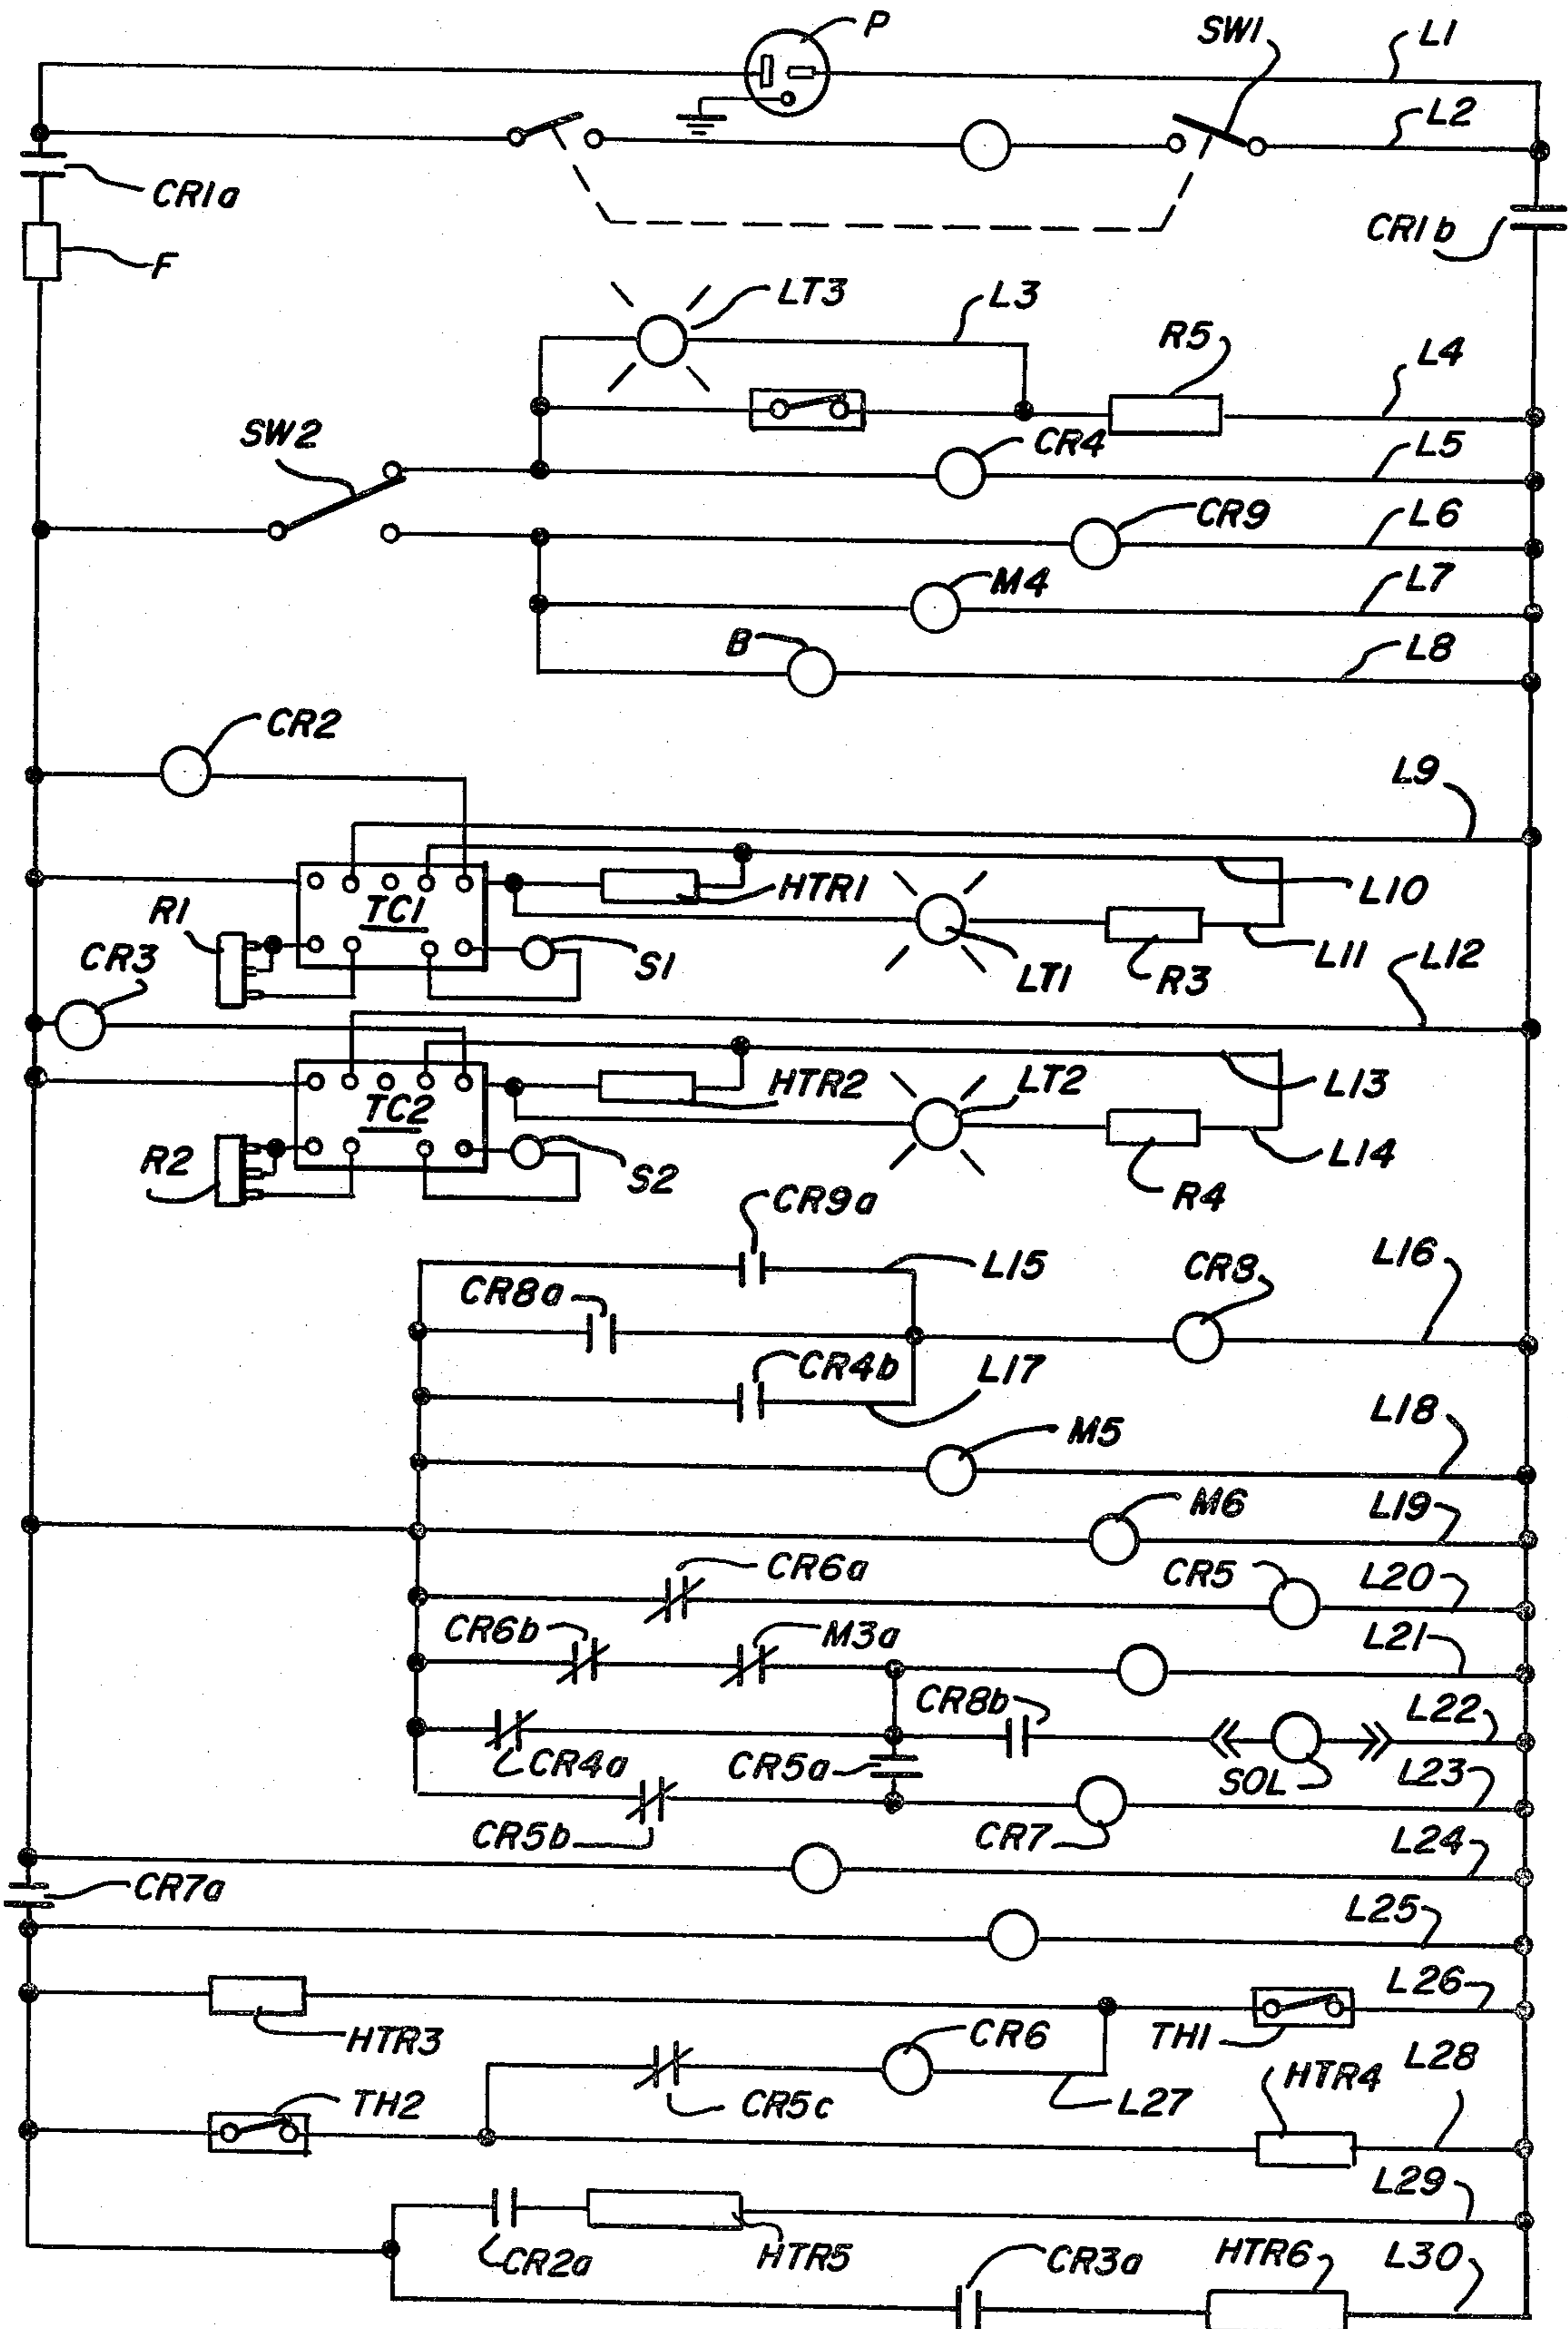 P
SW1
L1
L2
CR1a
CR1b
F
LT3
L3
R5
L4
SW2
CR4
L5
CR9
L6
M4
L7
B
L8
CR2
L9
TC1
HTR1
L10
R1
S1
LT1
R3
L11
L12
CR3
TC2
HTR2
LT2
L13
R2
S2
R4
L14
CR9a
L15
CR8
L16
CR8a
CR4b
L17
L18
M5
M6
L19
CR6a
CR5
L20
CR6b
M3a
L21
CR8b
L22
CR4a
CR5a
SOL
L23
CR5b
CR7
L24
CR7a
L25
L26
HTR3
CR6
TH1
L28
TH2
CR5c
L27
HTR4
L29
CR2a
HTR5
CR3a
HTR6
L30